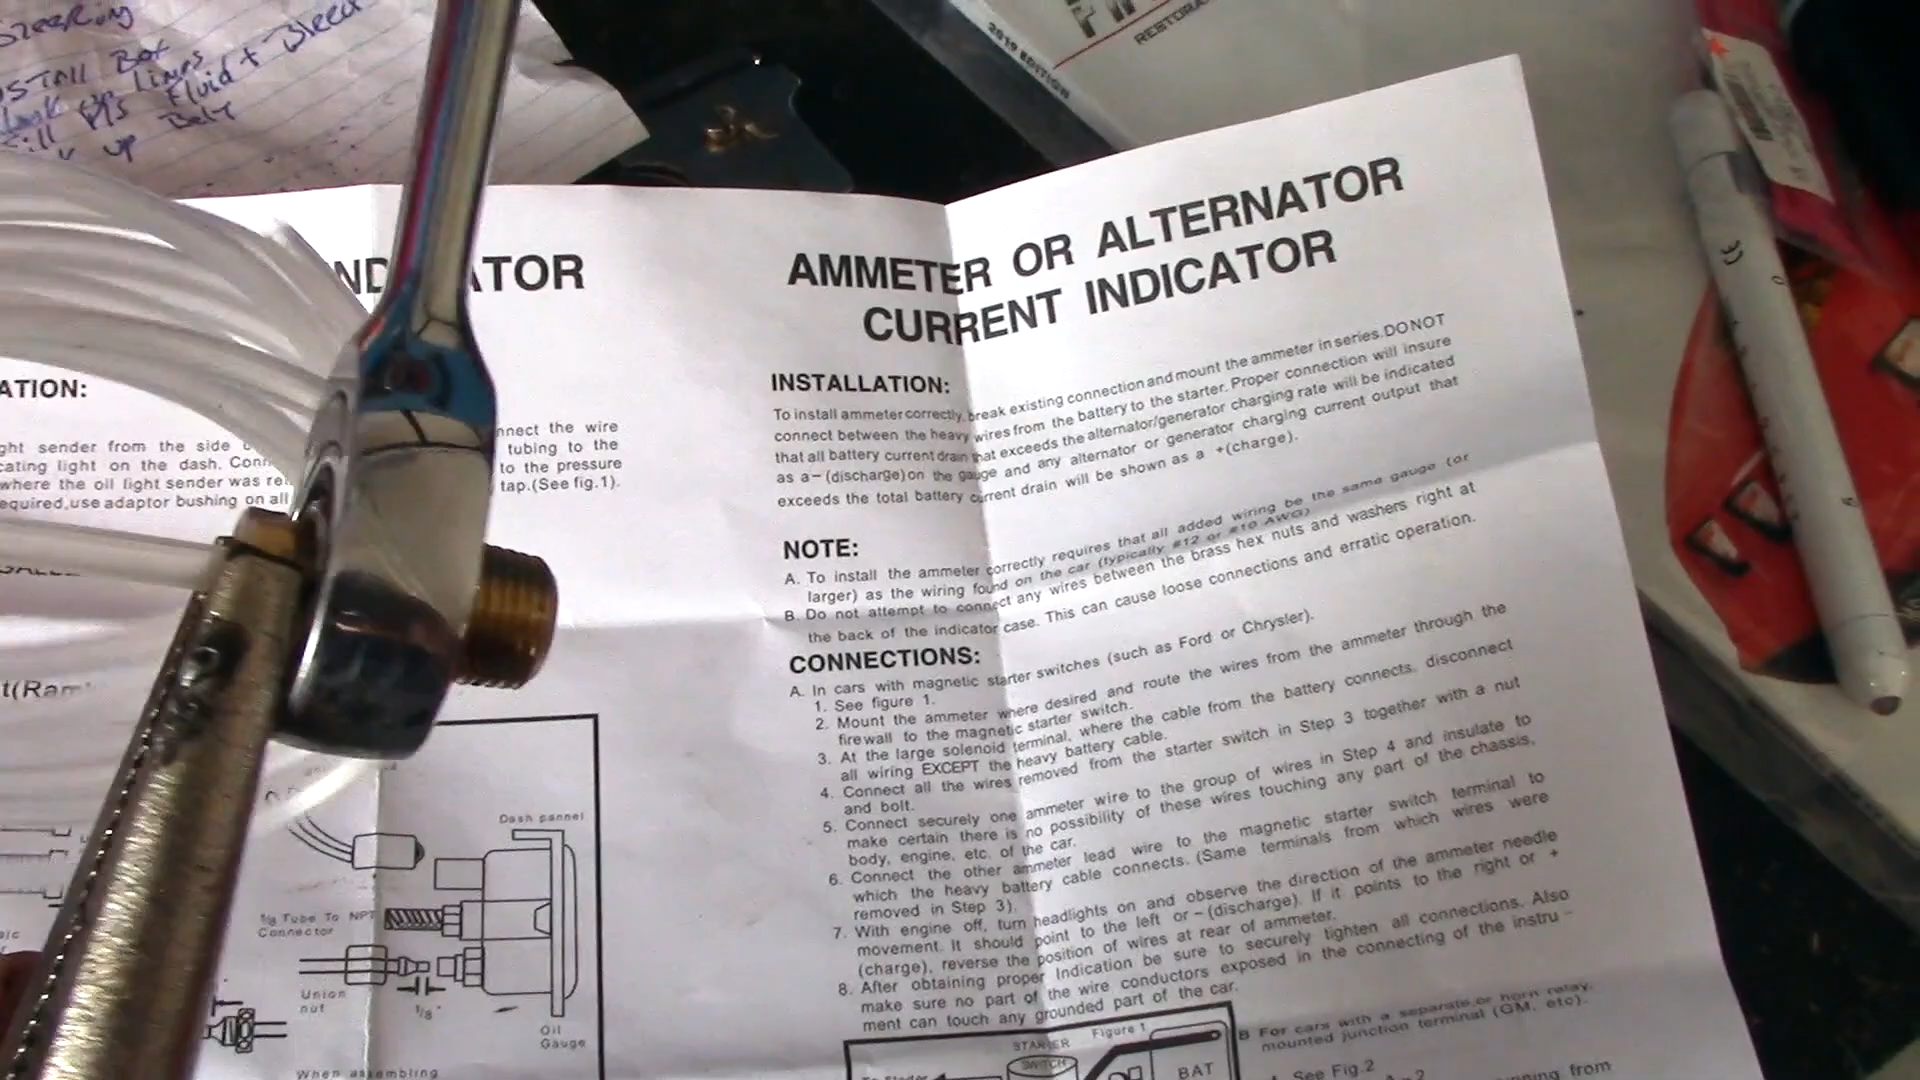 STALL Box
Lines
Fill P/S Fluid + Bleed
up Belt
2019 EDITION
ATOR
ATION:
ght sender from the side
cating light on the dash.
where the oil light sender was
equired,use adaptor bushing on all
nnect the wire
tubing to the
to the pressure
tap.(See fig.1).
Dash pannel
1/8 Tube To NPT
Connector
Union
nut
1/8"
Oil
Gauge
When assembling
AMMETER OR ALTERNATOR
CURRENT INDICATOR
INSTALLATION:
To install ammeter correctly, break existing connection and mount the ammeter in series. DO NOT
connect between the heavy wires from the battery to the starter. Proper connection will insure
that all battery current drain that exceeds the alternator/generator charging rate will be indicated
as a - (discharge) on the gauge and any alternator or generator charging current output that
exceeds the total battery current drain will be shown as a +(charge).
NOTE:
A. To install the ammeter correctly requires that all added wiring be the same gauge (or
larger) as the wiring found on the car (typically #12 or #10 AWG)
B. Do not attempt to connect any wires between the brass hex nuts and washers right at
the back of the indicator case. This can cause loose connections and erratic operation.
CONNECTIONS:
A. In cars with magnetic starter switches (such as Ford or Chrysler).
1. See figure 1.
2. Mount the ammeter where desired and route the wires from the ammeter through the
firewall to the magnetic starter switch.
3. At the large solenoid terminal, where the cable from the battery connects, disconnect
all wiring EXCEPT the heavy battery cable.
4. Connect all the wires removed from the starter switch in Step 3 together with a nut
and bolt.
5. Connect securely one ammeter wire to the group of wires in Step 4 and insulate to
make certain there is no possibility of these wires touching any part of the chassis,
body, engine, etc. of the car.
6. Connect the other ammeter lead wire to the magnetic starter switch terminal to
which the heavy battery cable connects. (Same terminals from which wires were
removed in Step 3).
7. With engine off, turn headlights on and observe the direction of the ammeter needle
movement. It should point to the left or - (discharge). If it points to the right or +
(charge), reverse the position of wires at rear of ammeter.
8. After obtaining proper Indication be sure to securely tighten all connections. Also
make sure no part of the wire conductors exposed in the connecting of the instru-
ment can touch any grounded part of the car.
Figure 1
STARTER
SWITCH
BAT
B For cars with a separate or horn relay.
mounted junction terminal (GM, etc).
See Fig.2